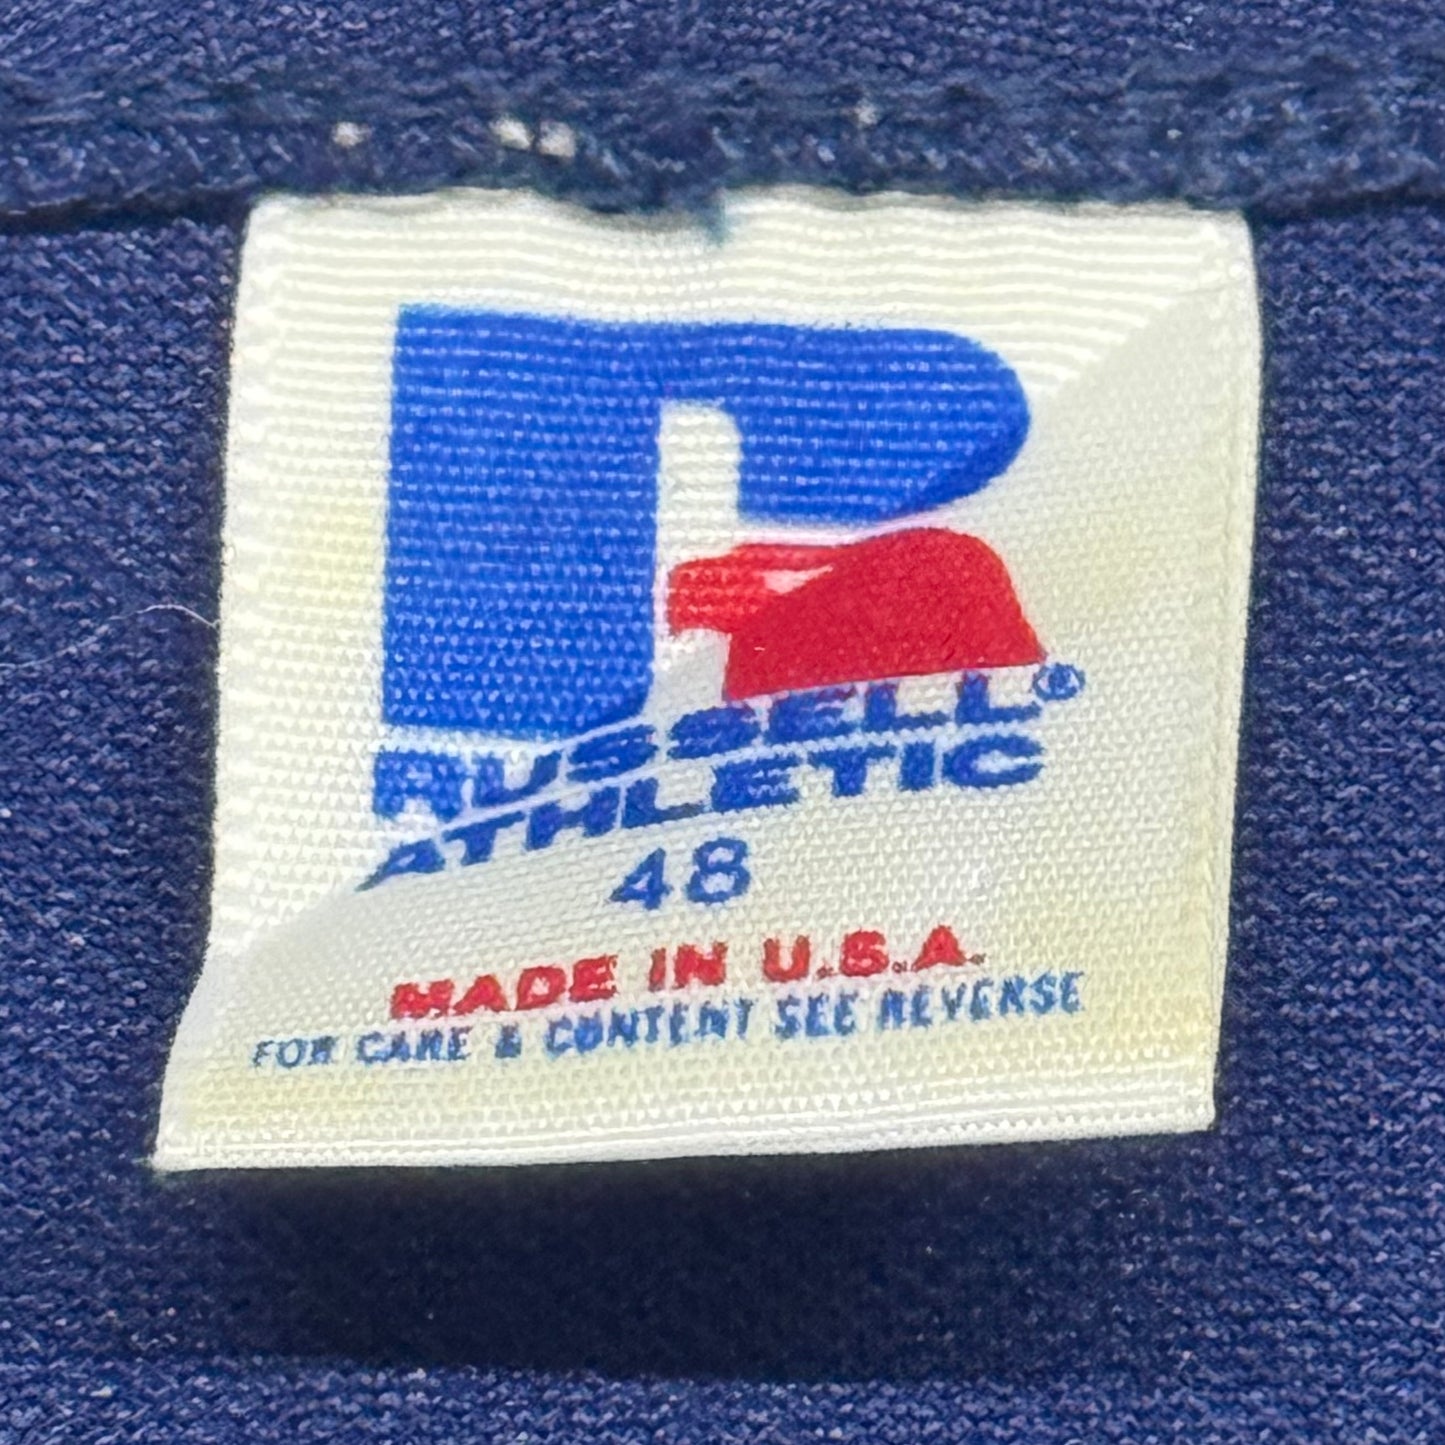 RUSSELL®
ATHLETIC
48
MADE IN U.S.A.
FOR CARE & CONTENT SEE REVERSE